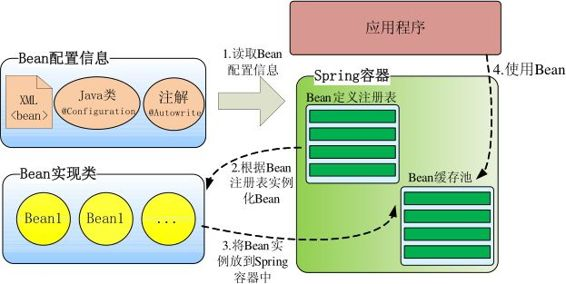 应用程序
Bean配置信息
XML
<bean>
Java类
@Configuration
注解
@Autowrite
1.读取Bean
配置信息
Spring容器
4.使用Bean
Bean定义注册表
Bean实现类
2.根据Bean
注册表实例
化Bean
Bean缓存池
Bean1
Bean1
...
3.将Bean实
例放到Spring
容器中